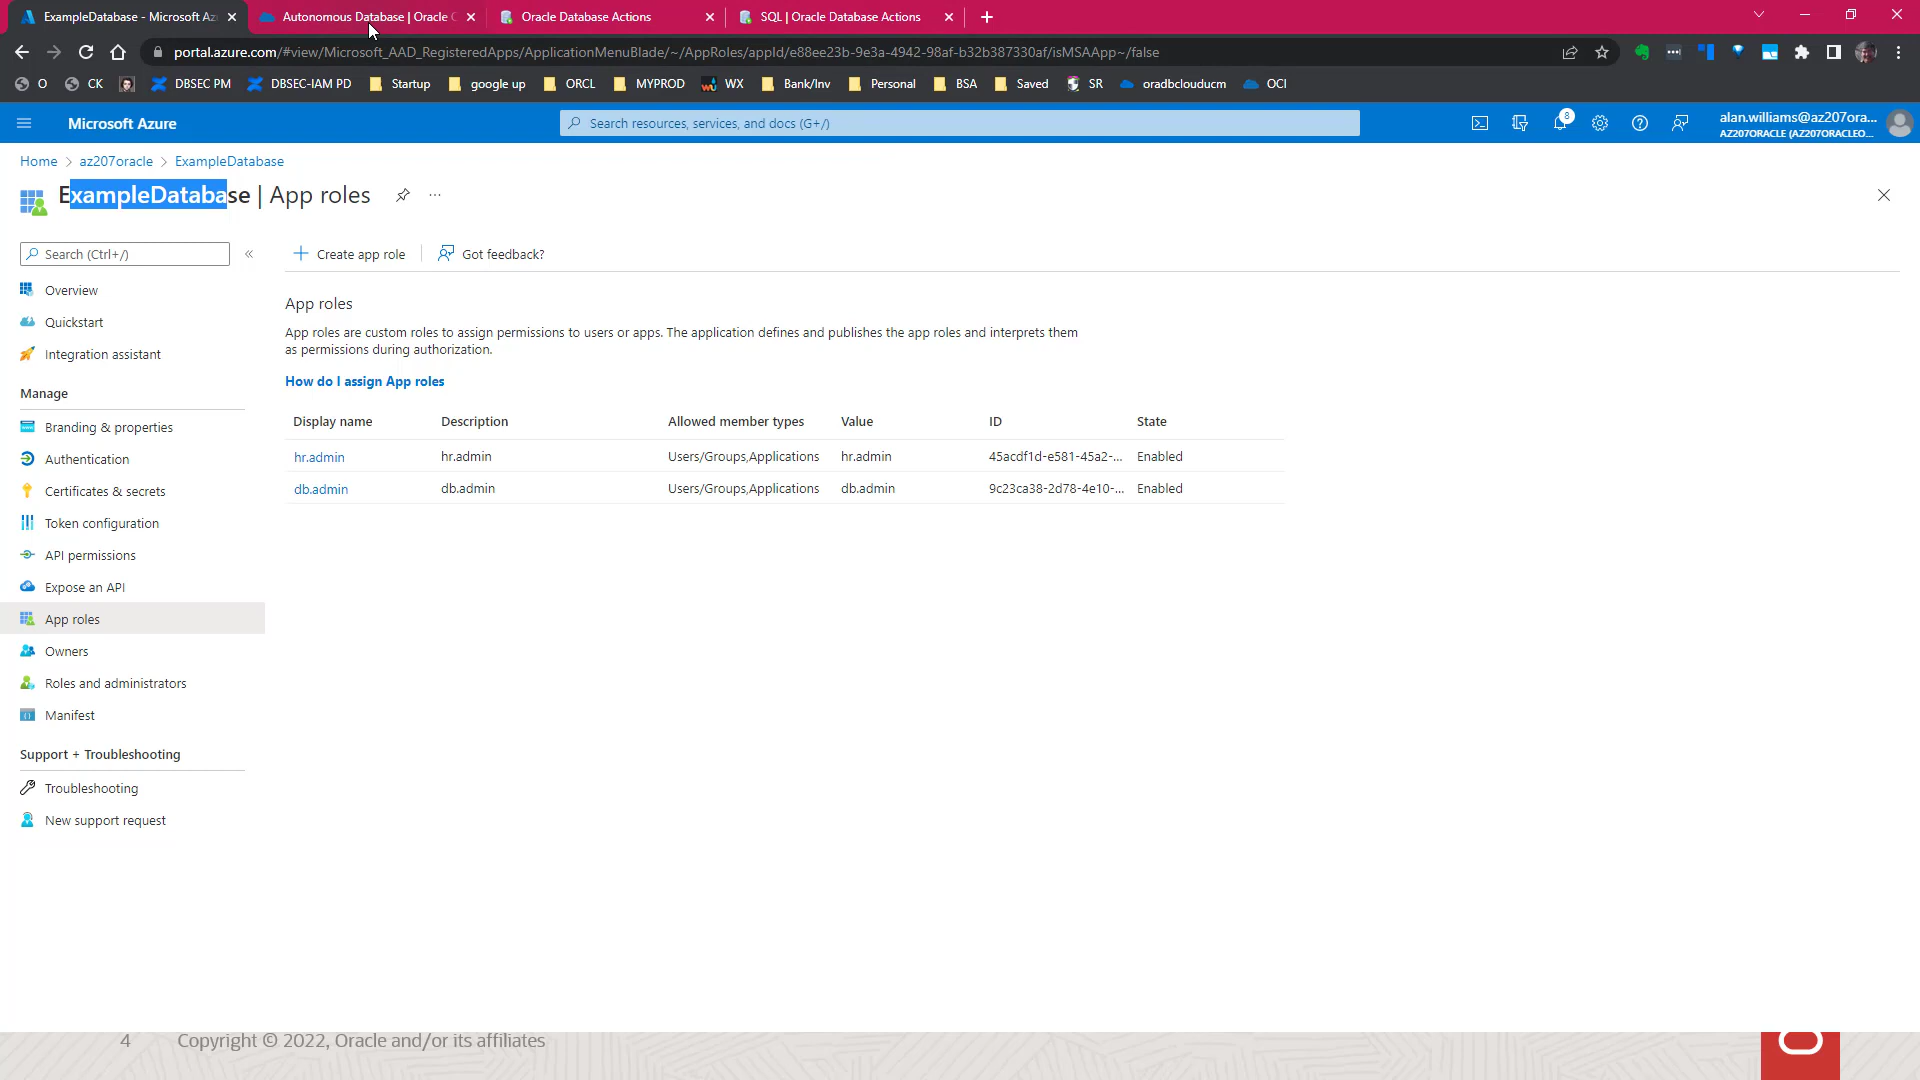 ExampleDatabase - Microsoft Az
Autonomous Database | Oracle C
Oracle Database Actions
SQL | Oracle Database Actions
portal.azure.com/#view/Microsoft_AAD_RegisteredApps/ApplicationMenuBlade/~/AppRoles/appId/e88ee23b-9e3a-4942-98af-b32b387330af/isMSAApp~/false
O CK DBSEC PM DBSEC-IAM PD Startup google up ORCL MYPROD WX Bank/Inv Personal BSA Saved SR oradbclouducm OCI
Microsoft Azure
Search resources, services, and docs (G+/)
8
alan.williams@az207ora...
AZ207ORACLE (AZ207ORACLEO...
Home > az207oracle > ExampleDatabase
ExampleDatabase | App roles
Search (Ctrl+/)
Overview
Quickstart
Integration assistant
Manage
Branding & properties
Authentication
Certificates & secrets
Token configuration
API permissions
Expose an API
App roles
Owners
Roles and administrators
Manifest
Support + Troubleshooting
Troubleshooting
New support request
Create app role
Got feedback?
App roles
App roles are custom roles to assign permissions to users or apps. The application defines and publishes the app roles and interprets them
as permissions during authorization.
How do I assign App roles
Display name Description Allowed member types Value ID State
hr.admin hr.admin Users/Groups,Applications hr.admin 45acdf1d-e581-45a2-... Enabled
db.admin db.admin Users/Groups,Applications db.admin 9c23ca38-2d78-4e10-... Enabled
4 Copyright © 2022, Oracle and/or its affiliates